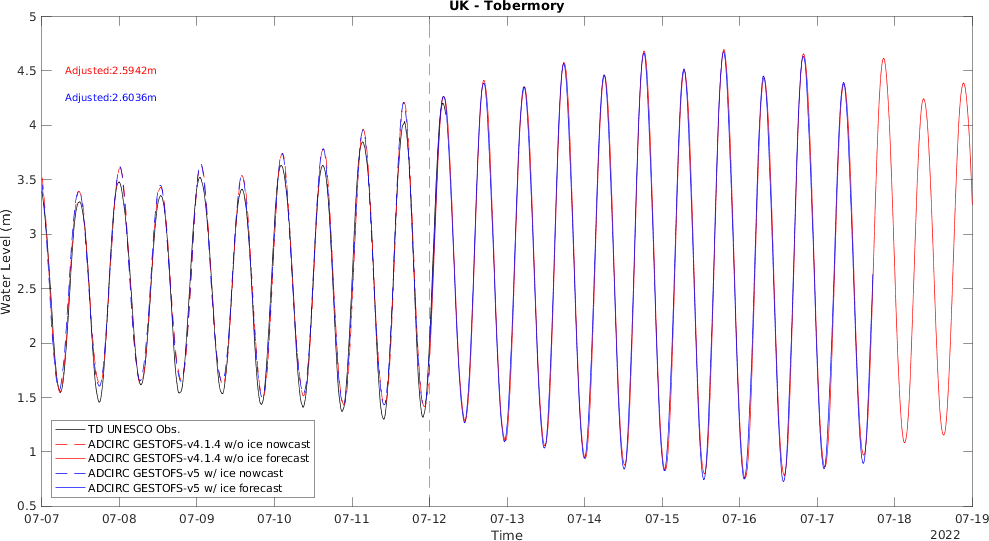 UK - Tobermory
5
4.5
4
3.5
3
2.5
2
1.5
1
0.5
Water Level (m)
Adjusted:2.5942m
Adjusted:2.6036m
TD UNESCO Obs.
ADCIRC GESTOFS-v4.1.4 w/o ice nowcast
ADCIRC GESTOFS-v4.1.4 w/o ice forecast
ADCIRC GESTOFS-v5 w/ ice nowcast
ADCIRC GESTOFS-v5 w/ ice forecast
07-07 07-08 07-09 07-10 07-11 07-12 07-13 07-14 07-15 07-16 07-17 07-18 07-19
Time
2022